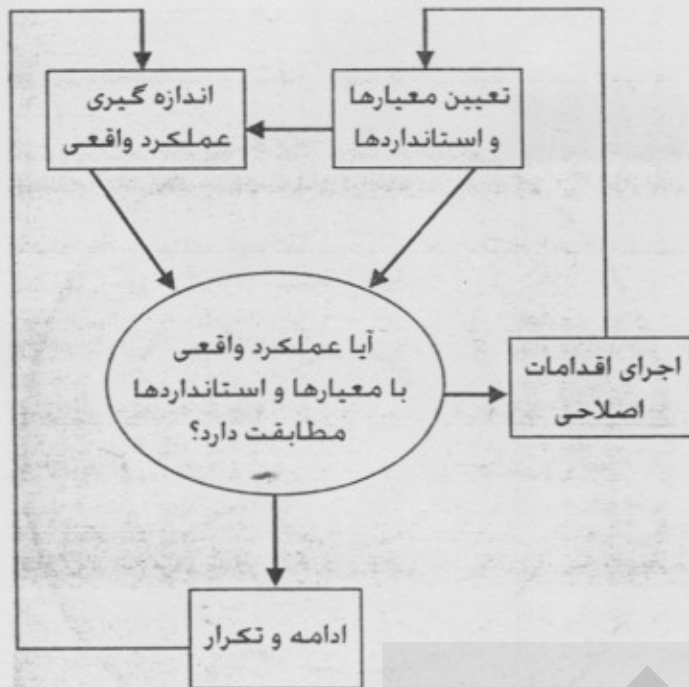 تعیین معیارها
و استانداردها
اندازه گیری
عملکرد واقعی
آیا عملکرد واقعی
با معیارها و استانداردها
مطابقت دارد؟
اجرای اقدامات
اصلاحی
ادامه و تکرار